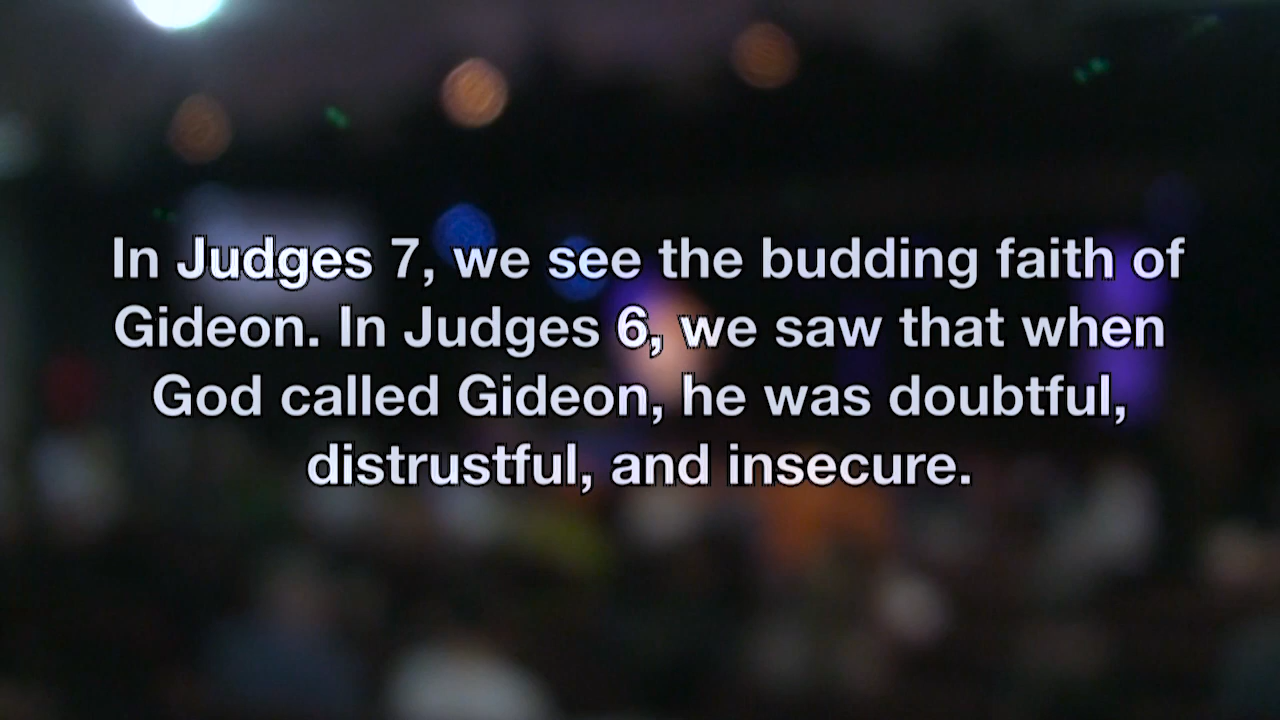 In Judges 7, we see the budding faith of
Gideon. In Judges 6, we saw that when
God called Gideon, he was doubtful,
distrustful, and insecure.